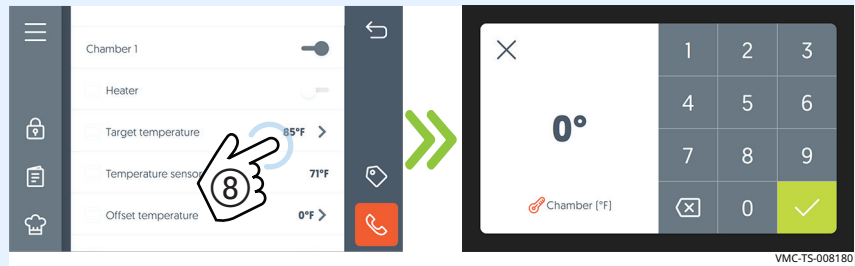 Chamber 1
Heater
Target temperature 85°F
Temperature sensor 71°F
Offset temperature 0°F
8
1 2 3
4 5 6
0°
7 8 9
Chamber [°F]
0
VMC-TS-008180